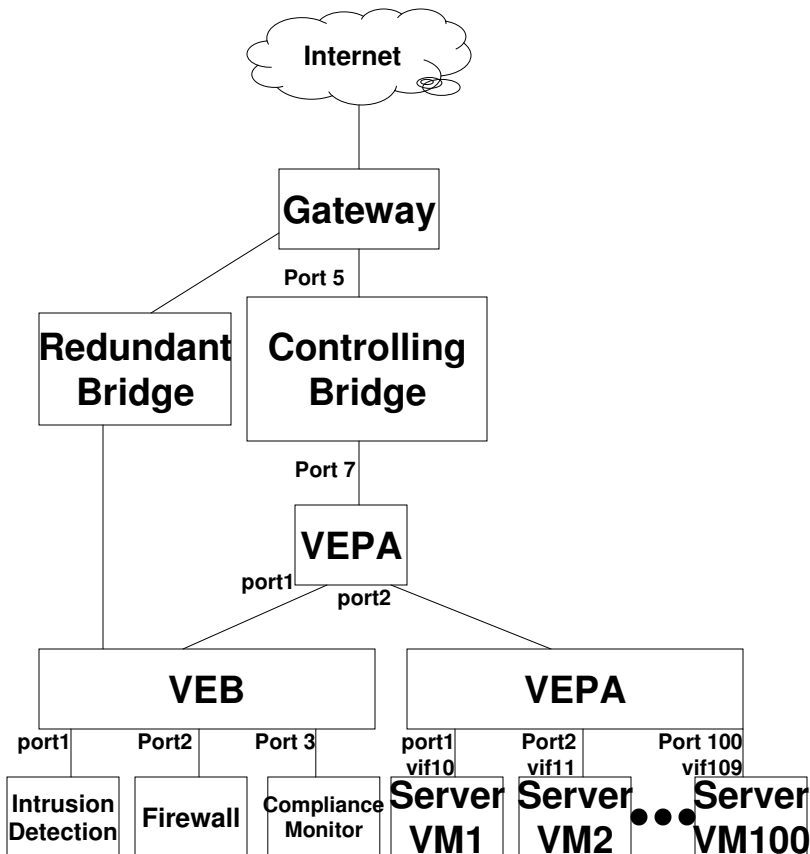 Internet
Gateway
Port 5
Redundant
Bridge
Controlling
Bridge
Port 7
VEPA
port1
port2
VEB
VEPA
port1
Port2
Port 3
port1
vif10
Port2
vif11
Port 100
vif109
Intrusion
Detection
Firewall
Compliance
Monitor
Server
VM1
Server
VM2
Server
VM100